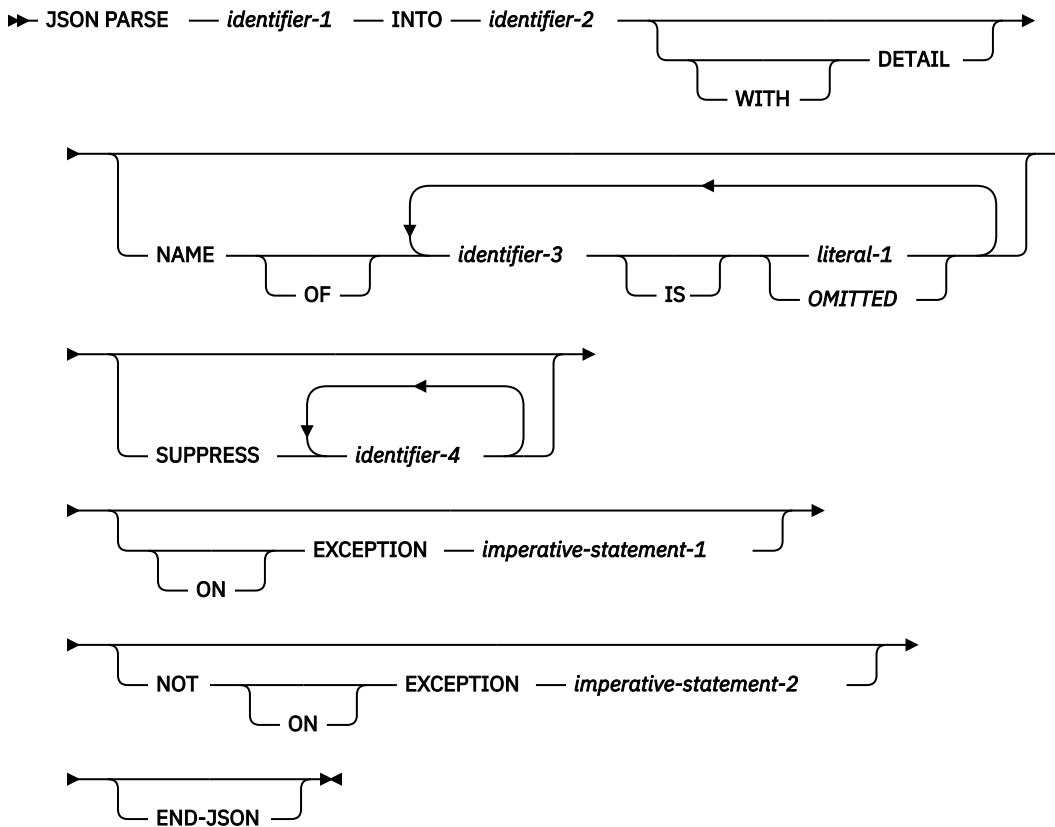 JSON PARSE identifier-1 INTO identifier-2
DETAIL
WITH
NAME identifier-3 literal-1
OF IS OMITTED
SUPPRESS identifier-4
EXCEPTION imperative-statement-1
ON
NOT EXCEPTION imperative-statement-2
ON
END-JSON